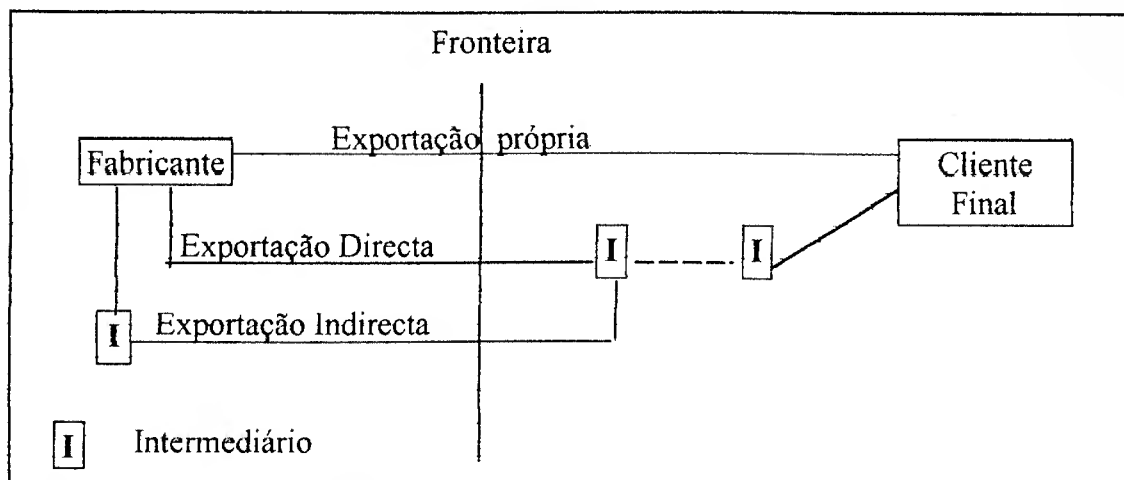 Fronteira
Exportação própria
Fabricante
Cliente
Final
Exportação Directa
I
I
I
Exportação Indirecta
I
Intermediário